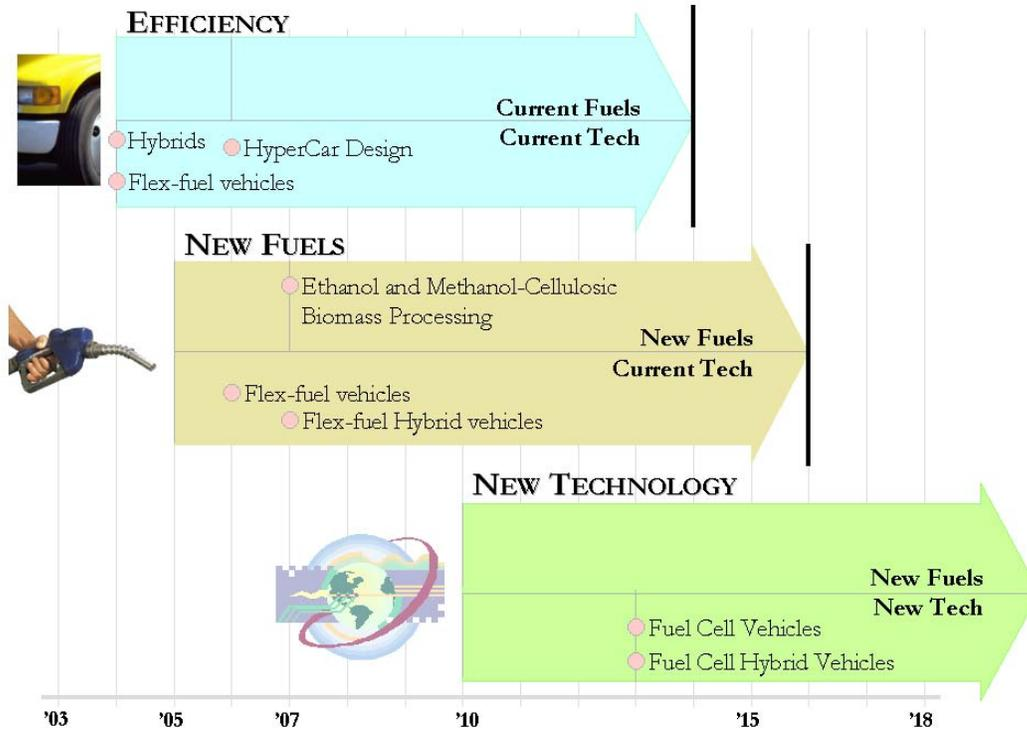 EFFICIENCY
Current Fuels
Current Tech
Hybrids
HyperCar Design
Flex-fuel vehicles
NEW FUELS
Ethanol and Methanol-Cellulosic
Biomass Processing
New Fuels
Current Tech
Flex-fuel vehicles
Flex-fuel Hybrid vehicles
NEW TECHNOLOGY
New Fuels
New Tech
Fuel Cell Vehicles
Fuel Cell Hybrid Vehicles
'03 '05 '07 '10 '15 '18